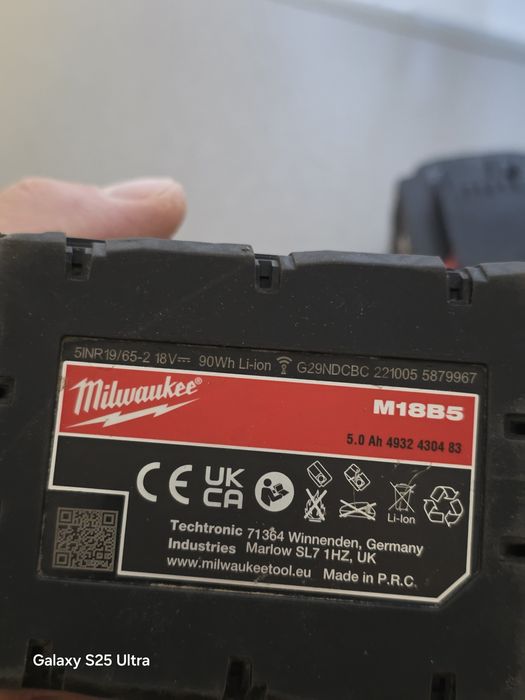 5INR19/65-2 18V⎓ 90Wh Li-ion G29NDCBC 221005 5879967
Milwaukee®
M18B5
5.0 Ah 4932 4304 83
CE UK CA
Li-Ion
Techtronic 71364 Winnenden, Germany
Industries Marlow SL7 1HZ, UK
www.milwaukeetool.eu Made in P.R.C.
Galaxy S25 Ultra